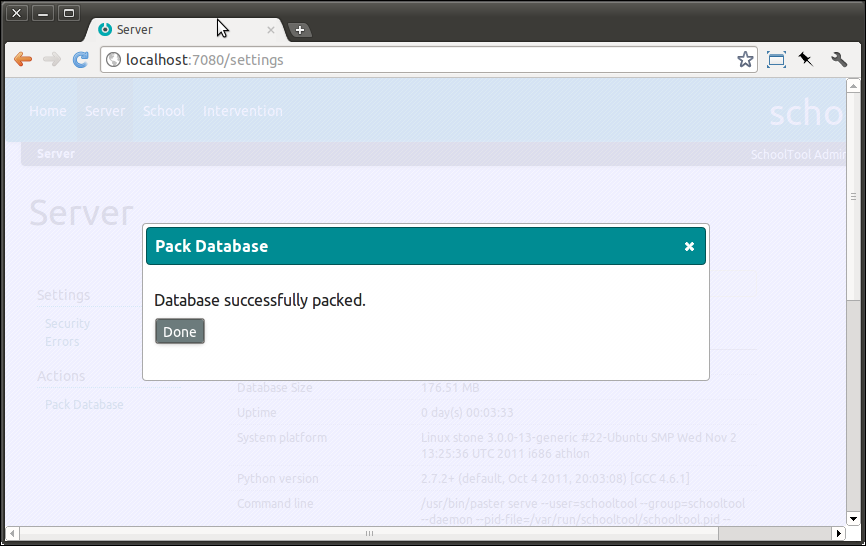 Server
localhost:7080/settings
Home Server School Intervention
scho
Server
SchoolTool Admin
Server
Pack Database
Database successfully packed.
Done
Settings
Security
Errors
Actions
Pack Database
Database Size 176.51 MB
Uptime 0 day(s) 00:03:33
System platform Linux stone 3.0.0-13-generic #22-Ubuntu SMP Wed Nov 2
13:25:36 UTC 2011 i686 athlon
Python version 2.7.2+ (default, Oct 4 2011, 20:03:08) [GCC 4.6.1]
Command line /usr/bin/paster serve --user=schooltool --group=schooltool
--daemon --pid-file=/var/run/schooltool/schooltool.pid --